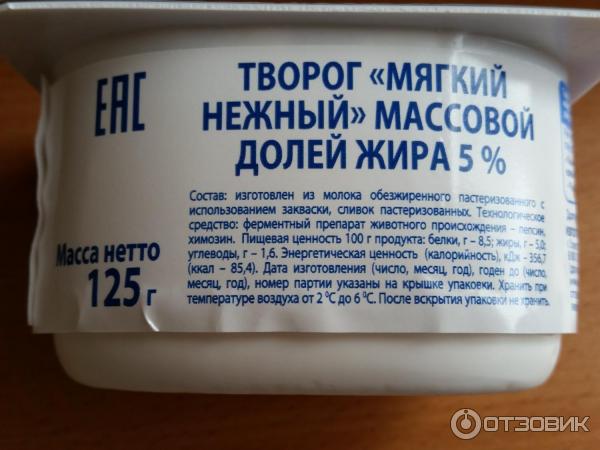 EAC
ТВОРОГ «МЯГКИЙ
НЕЖНЫЙ» МАССОВОЙ
ДОЛЕЙ ЖИРА 5 %
Масса нетто
125 г
Состав: изготовлен из молока обезжиренного пастеризованного с
использованием закваски, сливок пастеризованных. Технологическое
средство: ферментный препарат животного происхождения – пепсин,
химозин. Пищевая ценность 100 г продукта: белки, г – 8,5; жиры, г – 5,0;
углеводы, г – 1,6. Энергетическая ценность (калорийность), кДж – 356,7
(ккал – 85,4). Дата изготовления (число, месяц, год), годен до (число,
месяц, год), номер партии указаны на крышке упаковки. Хранить при
температуре воздуха от 2 ⁰С до 6 ⁰С. После вскрытия упаковки не хранить.
ОТЗОВИК